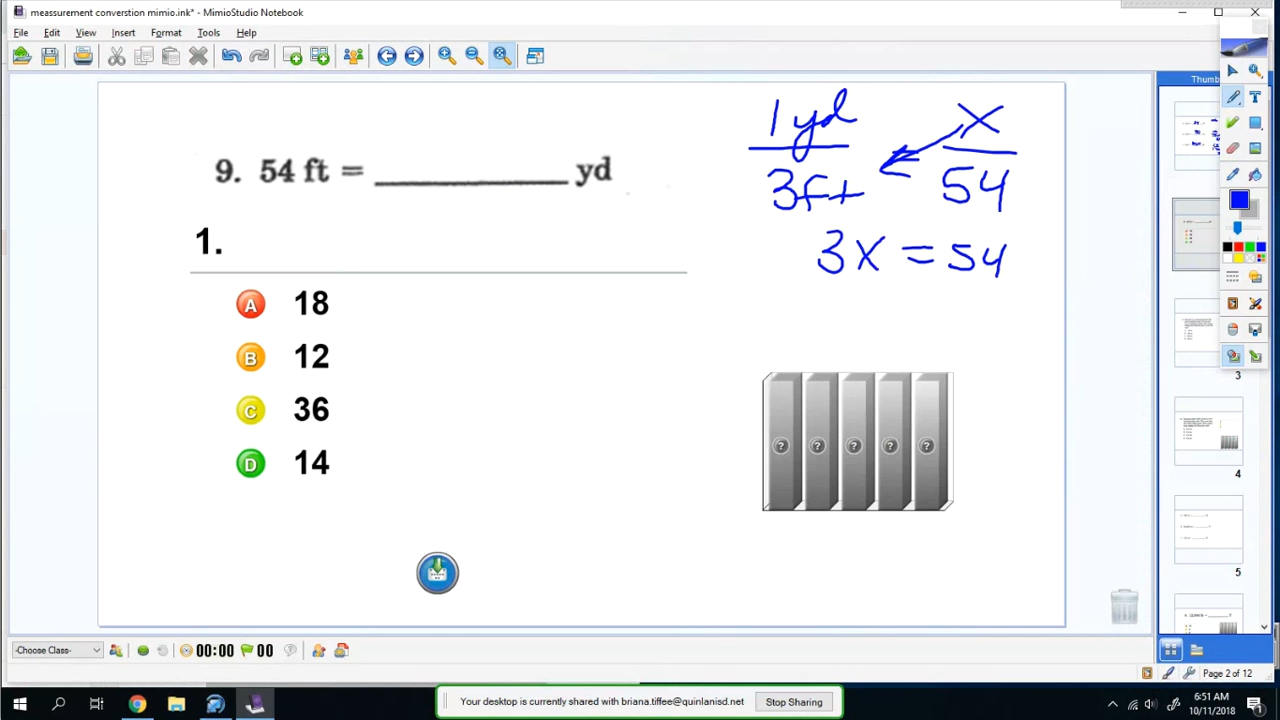 meassurement converstion mimio.ink* - MimioStudio Notebook
File Edit View Insert Format Tools Help
Thumb
9. 54 ft = ____________ yd
1.
A 18
B 12
C 36
D 14
1 yd x
3ft 54
3x = 54
? ? ? ? ?
3
4
5
-Choose Class-
00:00
00
Page 2 of 12
Your desktop is currently shared with briana.tiffee@quinlanisd.net
Stop Sharing
6:51 AM
10/11/2018